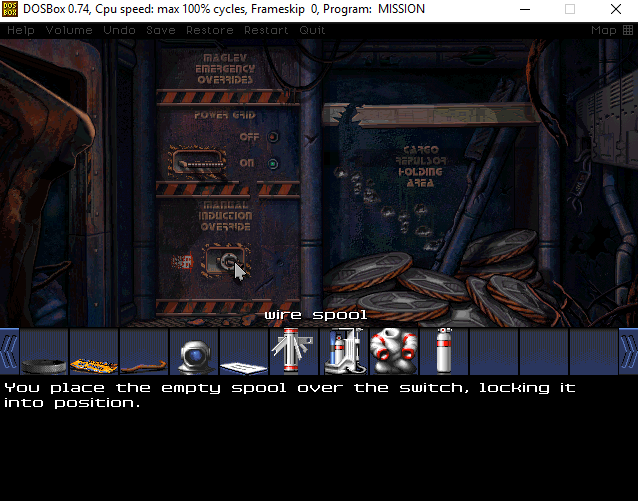 DOSBox 0.74, Cpu speed: max 100% cycles, Frameskip 0, Program: MISSION
Help Volume Undo Save Restore Restart Quit Map
MAGLEV
EMERGENCY
OVERRIDES
POWER GRID
OFF
ON
CARGO
REPULSOR
HOLDING
AREA
MANUAL
INDUCTION
OVERRIDE
wire spool
You place the empty spool over the switch, locking it
into position.